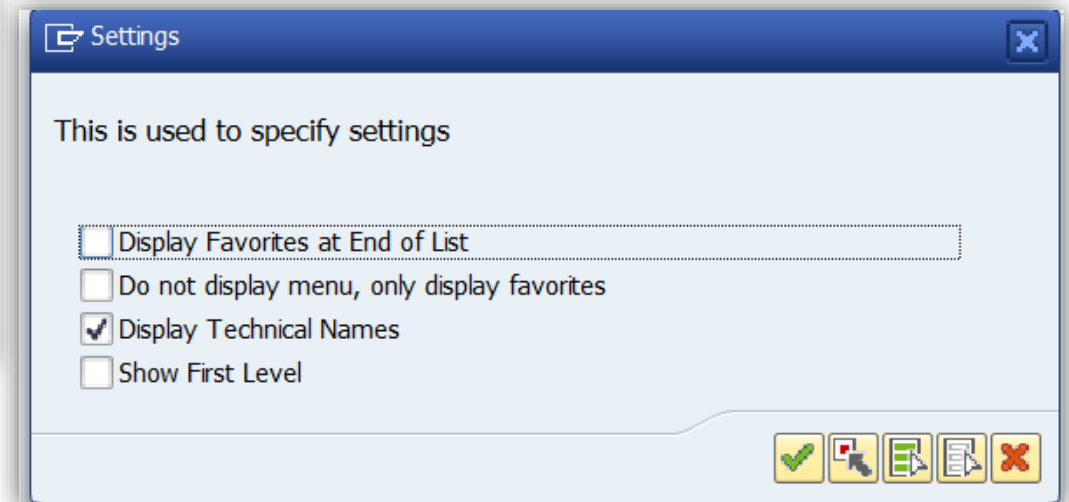 Settings
This is used to specify settings
Display Favorites at End of List
Do not display menu, only display favorites
Display Technical Names
Show First Level